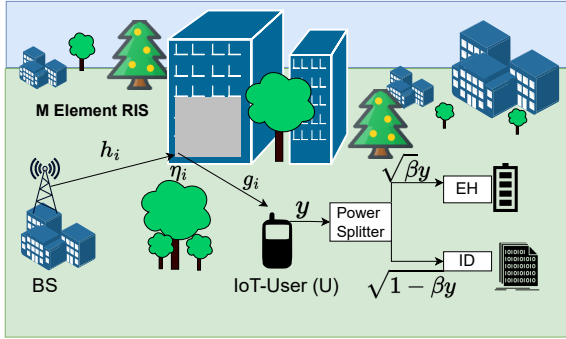 M Element RIS
h_i
η_i
g_i
BS
IoT-User (U)
y
Power
Splitter
√βy
EH
ID
√1 − βy